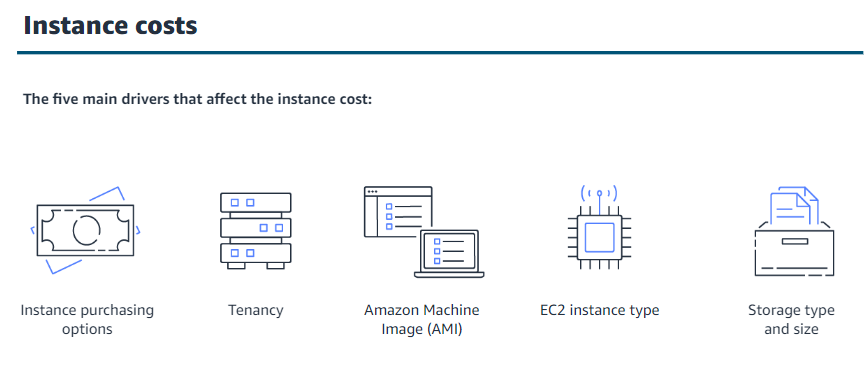 Instance costs
The five main drivers that affect the instance cost:
Instance purchasing
options
Tenancy
Amazon Machine
Image (AMI)
EC2 instance type
Storage type
and size